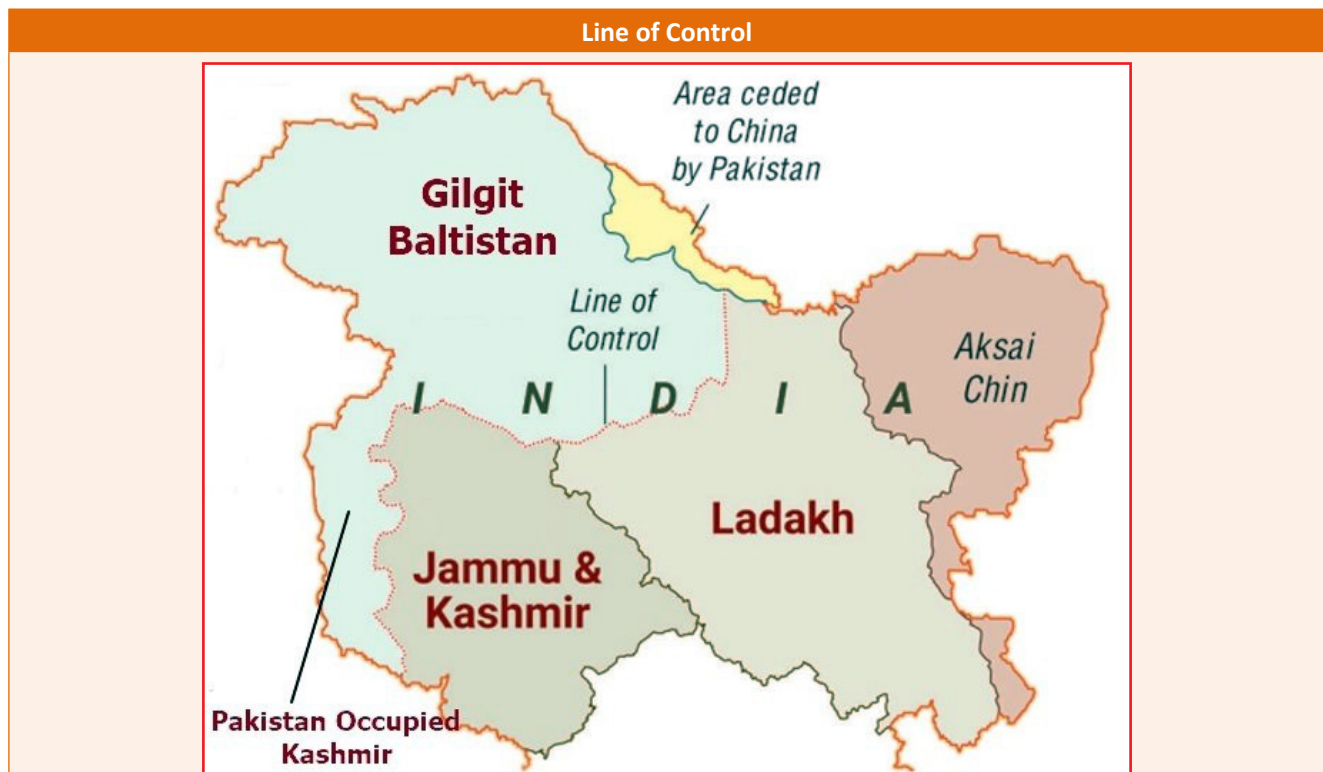 Line of Control
Area ceded
to China
by Pakistan
Gilgit
Baltistan
Line of
Control
Aksai
Chin
I N D I A
Ladakh
Jammu &
Kashmir
Pakistan Occupied
Kashmir